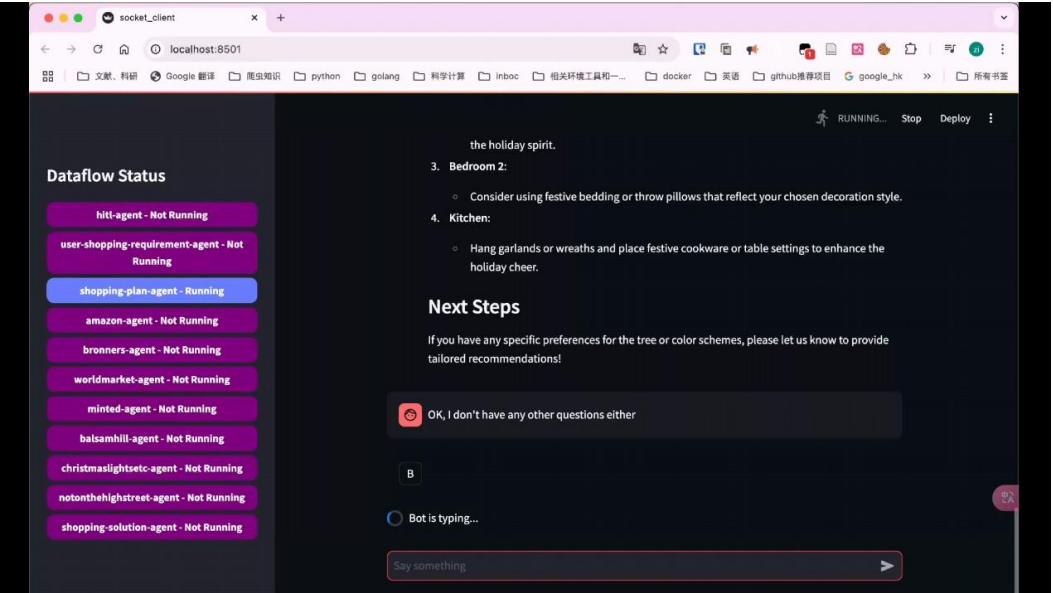 socket_client
localhost:8501
文献、科研
Google 翻译
爬虫知识
python
golang
科学计算
inboc
相关环境工具和一...
docker
英语
github推荐项目
google_hk
所有书签
RUNNING...
Stop
Deploy
Dataflow Status
hitl-agent - Not Running
user-shopping-requirement-agent - Not
Running
shopping-plan-agent - Running
amazon-agent - Not Running
bronners-agent - Not Running
worldmarket-agent - Not Running
minted-agent - Not Running
balsamhill-agent - Not Running
christmaslightsetc-agent - Not Running
notonthehighstreet-agent - Not Running
shopping-solution-agent - Not Running
the holiday spirit.
3. Bedroom 2:
Consider using festive bedding or throw pillows that reflect your chosen decoration style.
4. Kitchen:
Hang garlands or wreaths and place festive cookware or table settings to enhance the
holiday cheer.
Next Steps
If you have any specific preferences for the tree or color schemes, please let us know to provide
tailored recommendations!
OK, I don't have any other questions either
B
Bot is typing...
Say something